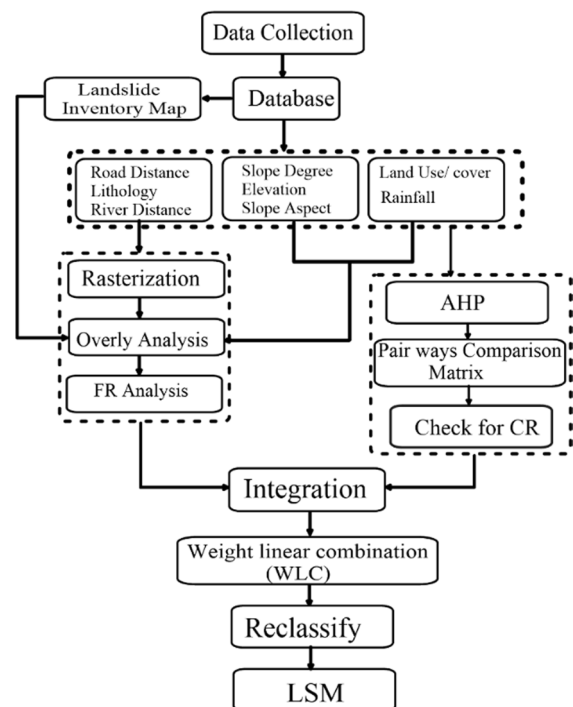 Data Collection
Landslide
Inventory Map
Database
Road Distance
Lithology
River Distance
Slope Degree
Elevation
Slope Aspect
Land Use/ cover
Rainfall
Rasterization
Overly Analysis
FR Analysis
AHP
Pair ways Comparison
Matrix
Check for CR
Integration
Weight linear combination
(WLC)
Reclassify
LSM